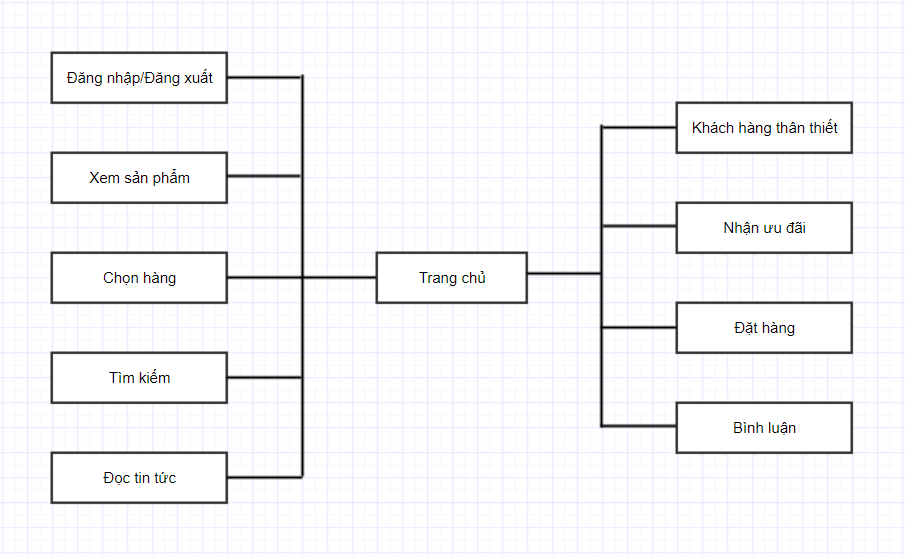 Đăng nhập/Đăng xuất
Xem sản phẩm
Chọn hàng
Tìm kiếm
Đọc tin tức
Trang chủ
Khách hàng thân thiết
Nhận ưu đãi
Đặt hàng
Bình luận